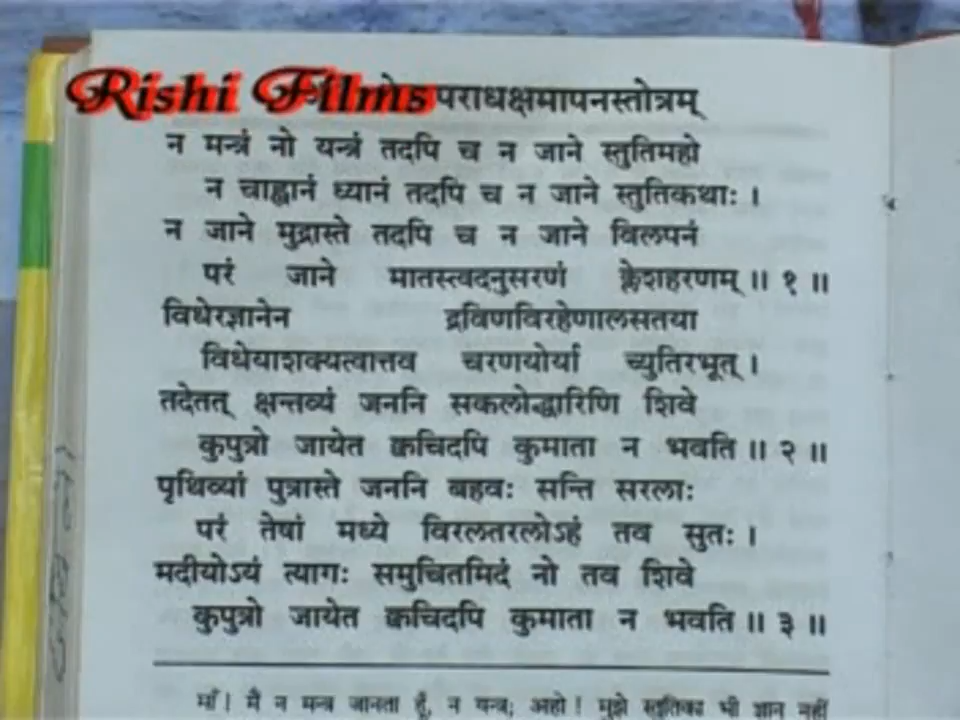 Rishi Films
पराधक्षमापनस्तोत्रम्
न मन्त्रं नो यन्त्रं तदपि च न जाने स्तुतिमहो
न चाह्वानं ध्यानं तदपि च न जाने स्तुतिकथाः ।
न जाने मुद्रास्ते तदपि च न जाने विलपनं
परं जाने मातस्त्वदनुसरणं क्लेशहरणम् ॥ १ ॥
विधेरज्ञानेन द्रविणविरहेणालसतया
विधेयाशक्यत्वात्तव चरणयोर्या च्युतिरभूत् ।
तदेतत् क्षन्तव्यं जननि सकलोद्धारिणि शिवे
कुपुत्रो जायेत क्वचिदपि कुमाता न भवति ॥ २ ॥
पृथिव्यां पुत्रास्ते जननि बहवः सन्ति सरलाः
परं तेषां मध्ये विरलतरलोऽहं तव सुतः ।
मदीयोऽयं त्यागः समुचितमिदं नो तव शिवे
कुपुत्रो जायेत क्वचिदपि कुमाता न भवति ॥ ३ ॥
माँ! मै न मन्त्र जानता हूँ, न यन्त्र; अहो! मुझे स्तुतिका भी ज्ञान नहीं